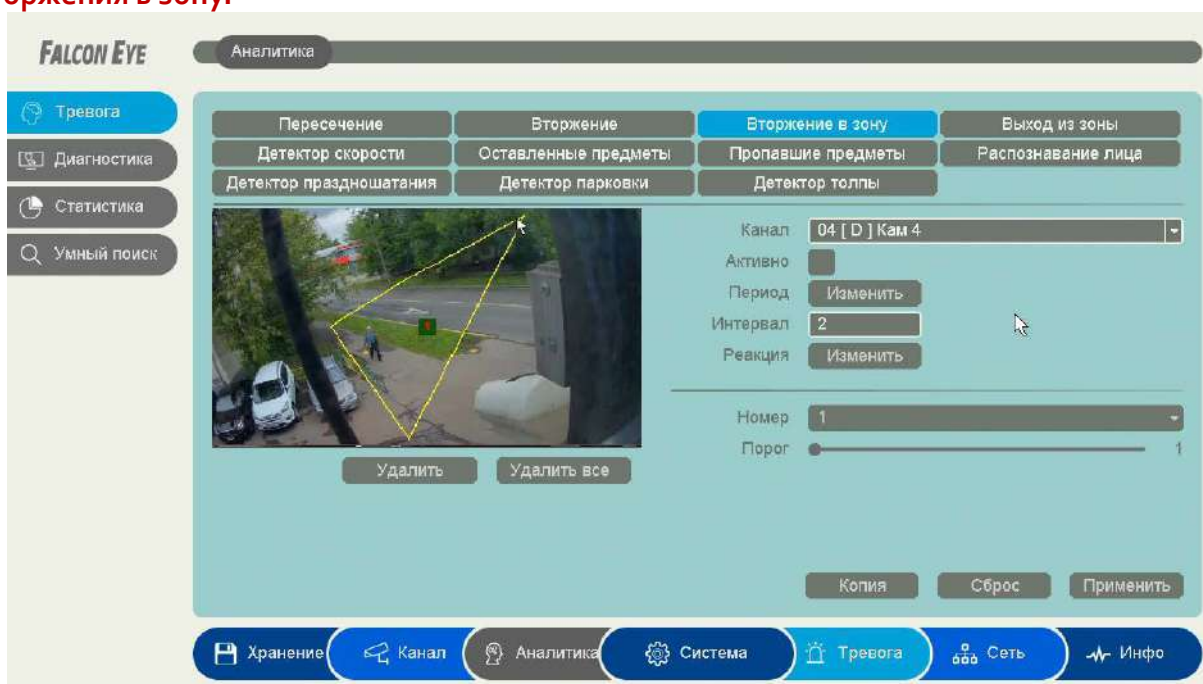 в зону.
FALCON EYE
Аналитика
Тревога
Диагностика
Статистика
Умный поиск
Пересечение Вторжение Вторжение в зону Выход из зоны
Детектор скорости Оставленные предметы Пропавшие предметы Распознавание лица
Детектор праздношатания Детектор парковки Детектор толпы
Канал 04 [ D ] Кам 4
Активно
Период Изменить
Интервал 2
Реакция Изменить
Номер 1
Порог 1
Удалить Удалить все
Копия Сброс Применить
Хранение Канал Аналитика Система Тревога Сеть Инфо